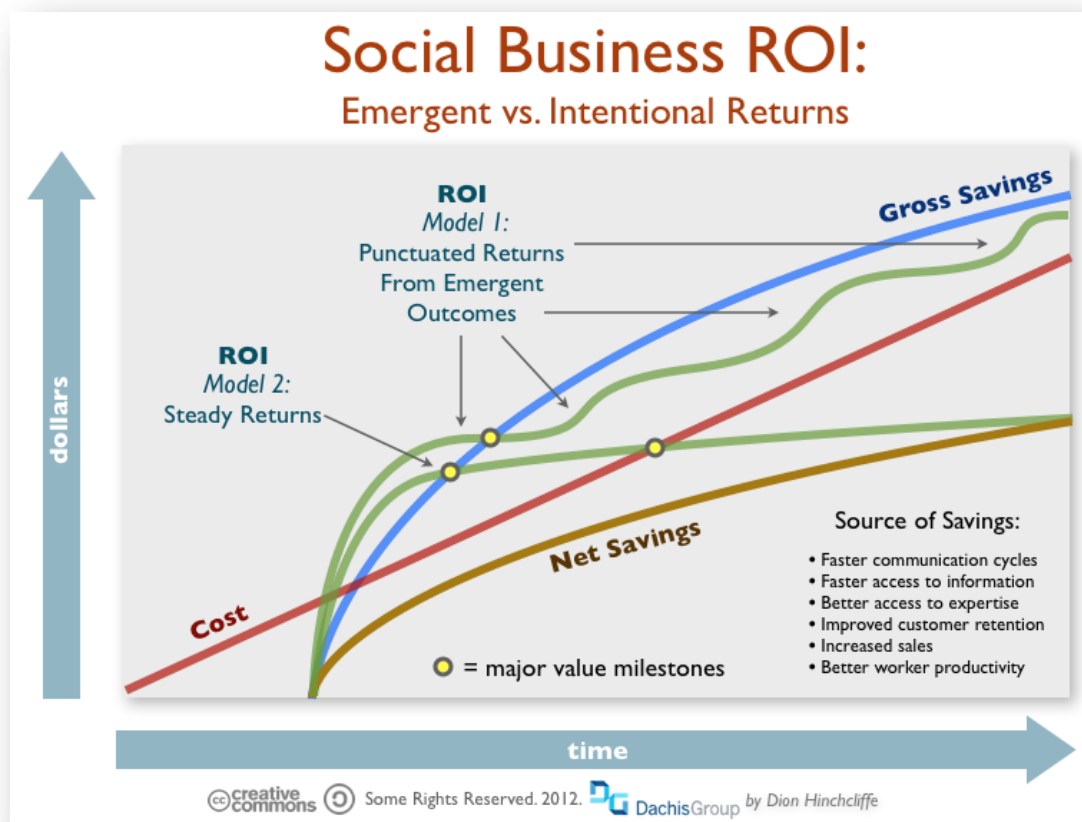 Social Business ROI:
Emergent vs. Intentional Returns
dollars
ROI
Model 1:
Punctuated Returns
From Emergent
Outcomes
ROI
Model 2:
Steady Returns
Gross Savings
Cost
Net Savings
Source of Savings:
• Faster communication cycles
• Faster access to information
• Better access to expertise
• Improved customer retention
• Increased sales
• Better worker productivity
= major value milestones
time
cc creative commons Some Rights Reserved. 2012. DG DachisGroup by Dion Hinchcliffe